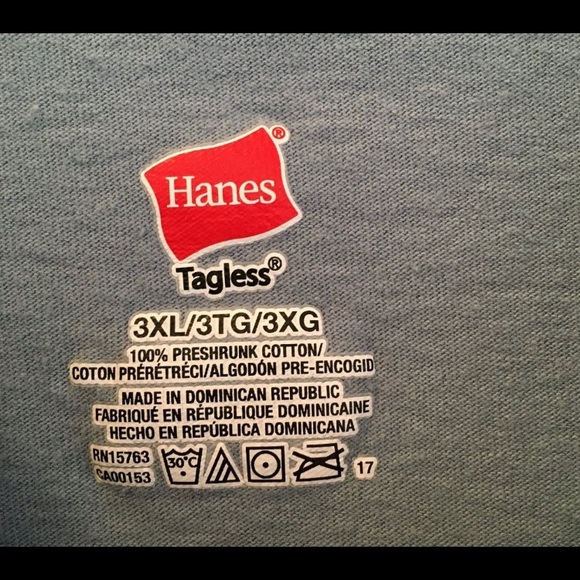 Hanes®
Tagless®
3XL/3TG/3XG
100% PRESHRUNK COTTON/
COTON PRÉRÉTRÉCI/ALGODÓN PRE-ENCOGID
MADE IN DOMINICAN REPUBLIC
FABRIQUÉ EN RÉPUBLIQUE DOMINICAINE
HECHO EN REPÚBLICA DOMINICANA
RN15763
CA00153
30°C
17